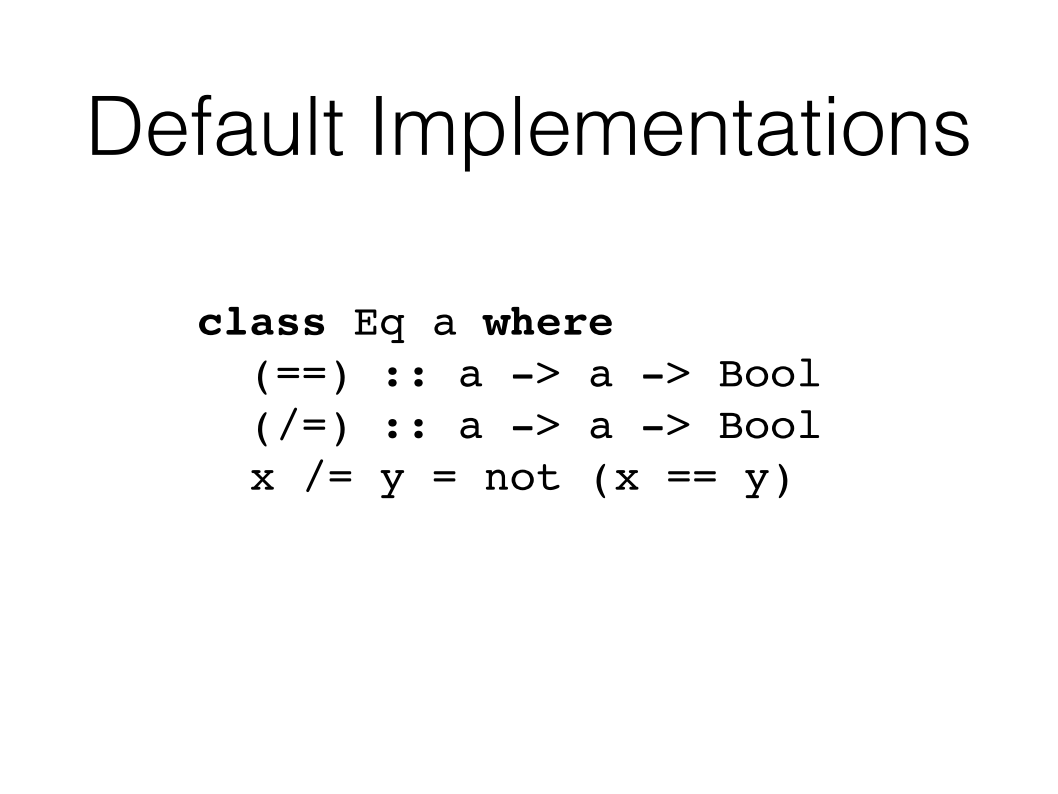 Default Implementations
class Eq a where
  (==) :: a -> a -> Bool
  (/=) :: a -> a -> Bool
  x /= y = not (x == y)